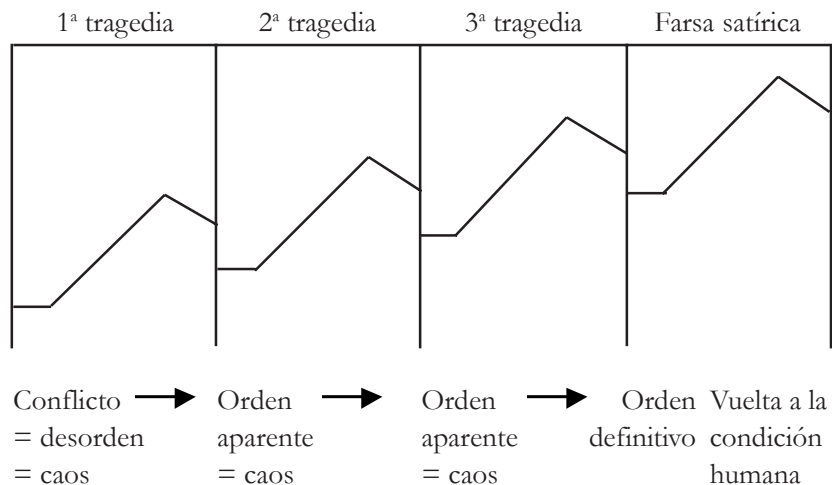 1ª tragedia 2ª tragedia 3ª tragedia Farsa satírica
Conflicto Orden Orden Orden Vuelta a la
= desorden aparente aparente definitivo condición
= caos = caos = caos humana